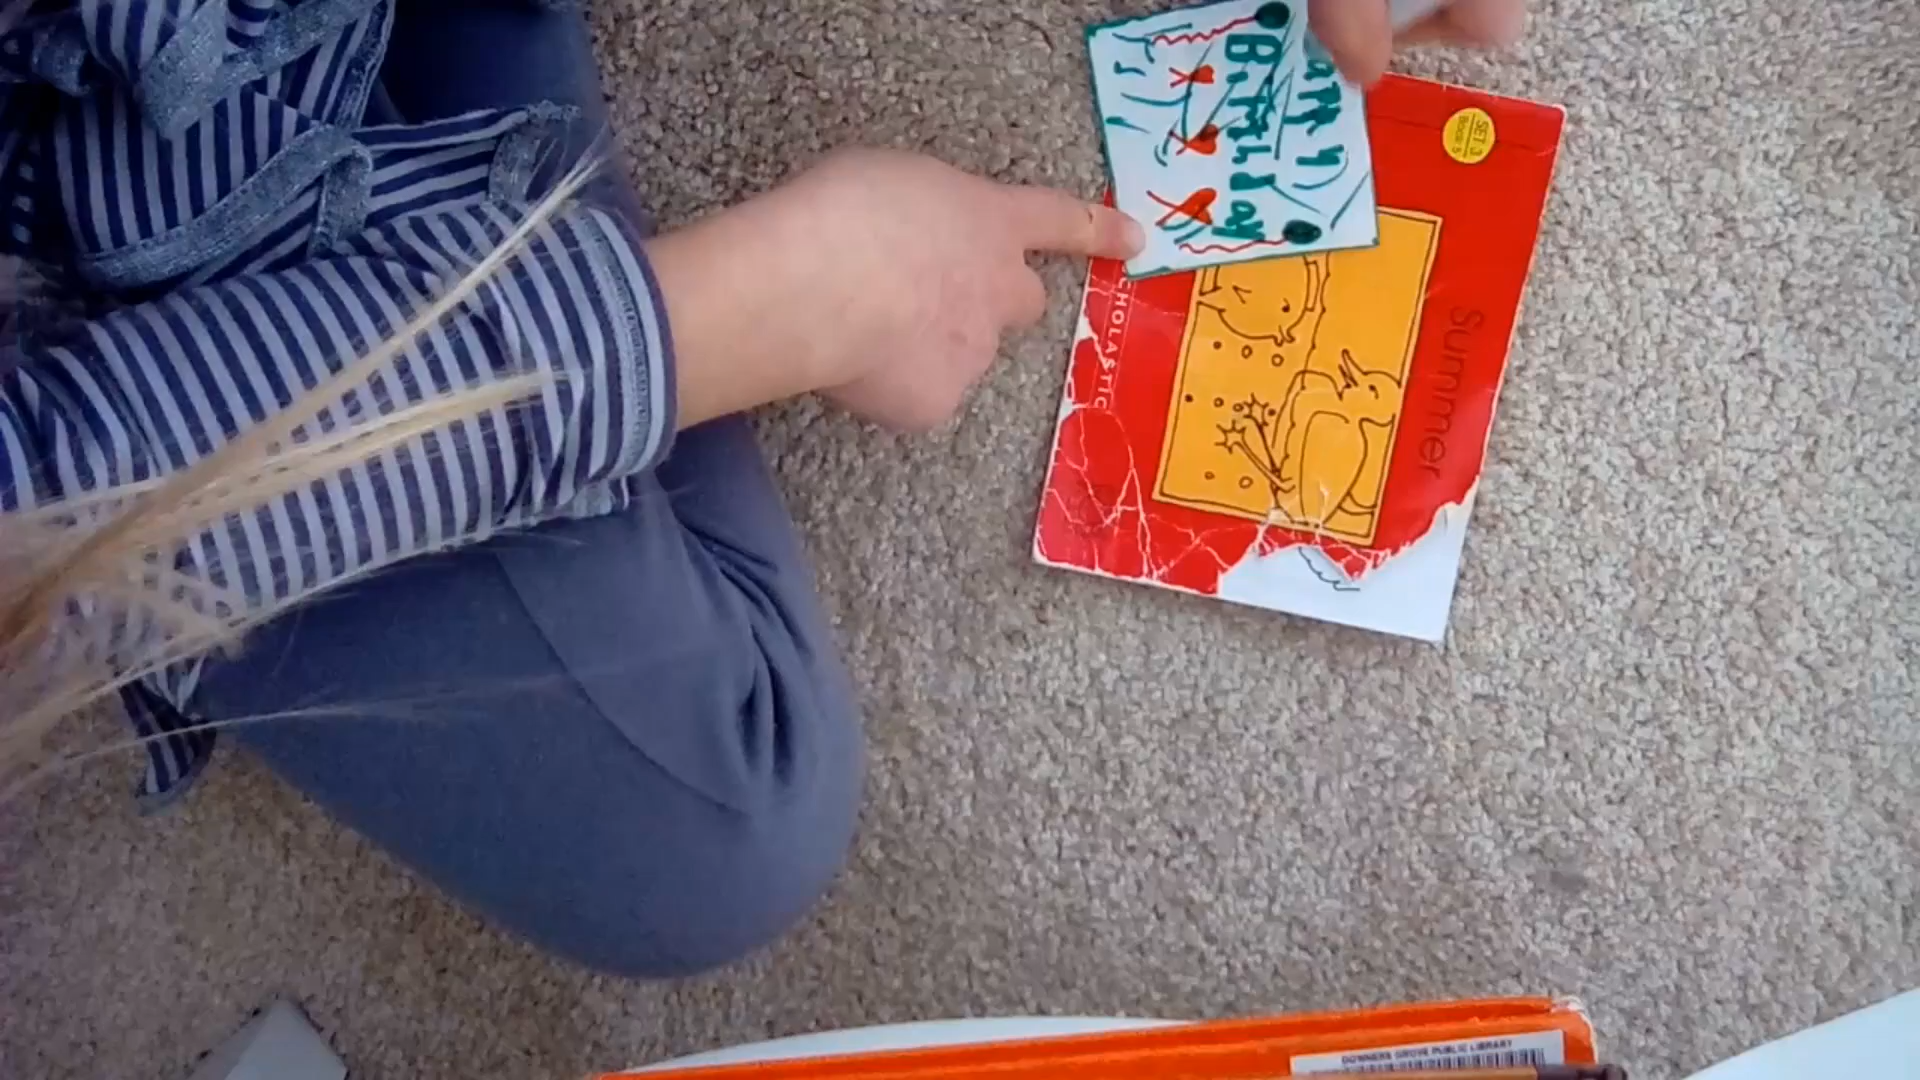 Birthday
SET 3
Book 5
Summer
SCHOLASTIC
DOWNERS GROVE PUBLIC LIBRARY